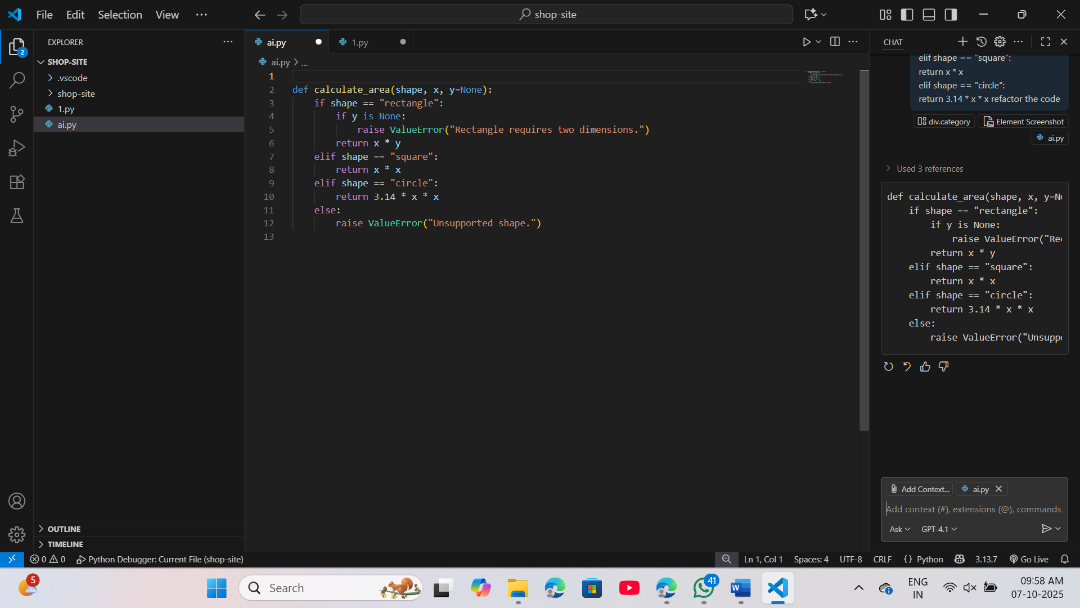 File Edit Selection View ···
shop-site
EXPLORER ···
SHOP-SITE
.vscode
shop-site
1.py
ai.py
OUTLINE
TIMELINE
2
ai.py
1.py
ai.py > ...
1
2 def calculate_area(shape, x, y=None):
3 if shape == "rectangle":
4 if y is None:
5 raise ValueError("Rectangle requires two dimensions.")
6 return x * y
7 elif shape == "square":
8 return x * x
9 elif shape == "circle":
10 return 3.14 * x * x
11 else:
12 raise ValueError("Unsupported shape.")
13
CHAT
elif shape == "square":
return x * x
elif shape == "circle":
return 3.14 * x * x refactor the code
div.category Element Screenshot
ai.py
Used 3 references
def calculate_area(shape, x, y=No
if shape == "rectangle":
if y is None:
raise ValueError("Rec
return x * y
elif shape == "square":
return x * x
elif shape == "circle":
return 3.14 * x * x
else:
raise ValueError("Unsuppo
Add Context... ai.py
Add context (#), extensions (@), commands
Ask GPT-4.1
0 0 Python Debugger: Current File (shop-site)
Ln 1, Col 1 Spaces: 4 UTF-8 CRLF {} Python 3.13.7 Go Live
5
Search
41
ENG
IN
09:58 AM
07-10-2025